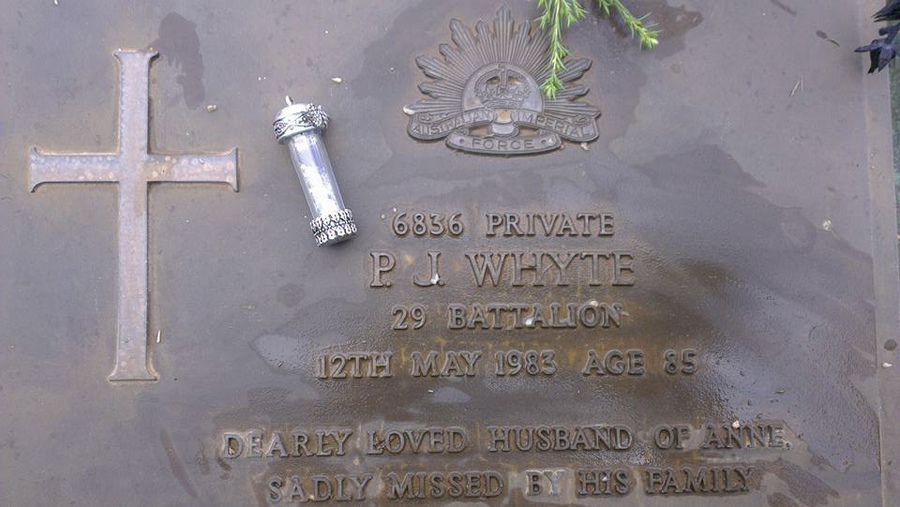 AUSTRALIAN IMPERIAL
FORCE
6836 PRIVATE
P. J. WHYTE
29 BATTALION
12TH MAY 1983 AGE 85
DEARLY LOVED HUSBAND OF ANNE,
SADLY MISSED BY HIS FAMILY